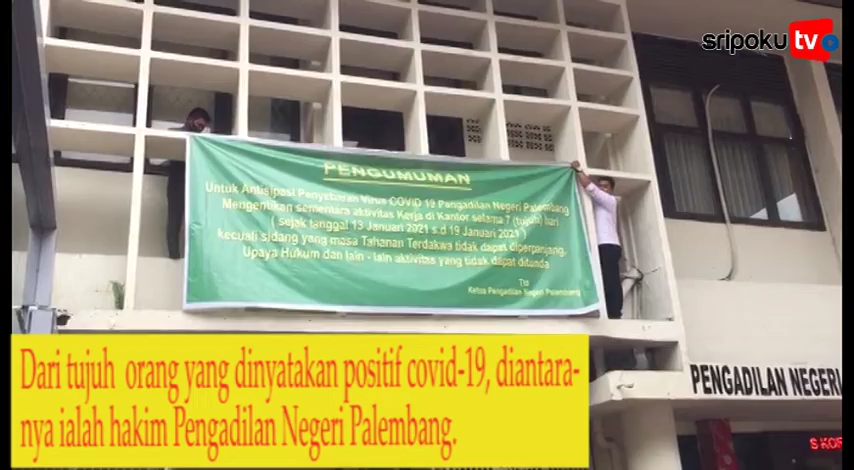 sripoku tv
PENGUMUMAN
Untuk Antisipasi Penyebaran Virus COVID 19 Pengadilan Negeri Palembang
Mengentikan sementara aktivitas Kerja di Kantor selama 7 (tujuh) hari
( sejak tanggal 13 Januari 2021 s.d 19 Januari 2021 )
kecuali sidang yang masa Tahanan Terdakwa tidak dapat diperpanjang,
Upaya Hukum dan lain - lain aktivitas yang tidak dapat ditunda
Ttd
Ketua Pengadilan Negeri Palembang
PENGADILAN NEGERI
Dari tujuh orang yang dinyatakan positif covid-19, diantara-
nya ialah hakim Pengadilan Negeri Palembang.